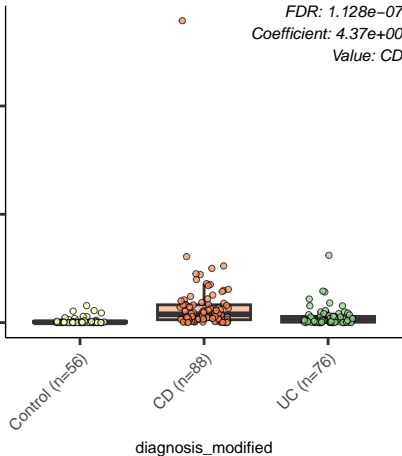 FDR: 1.128e−07
Coefficient: 4.37e+00
Value: CD
Control (n=56)
CD (n=88)
UC (n=76)
diagnosis_modified